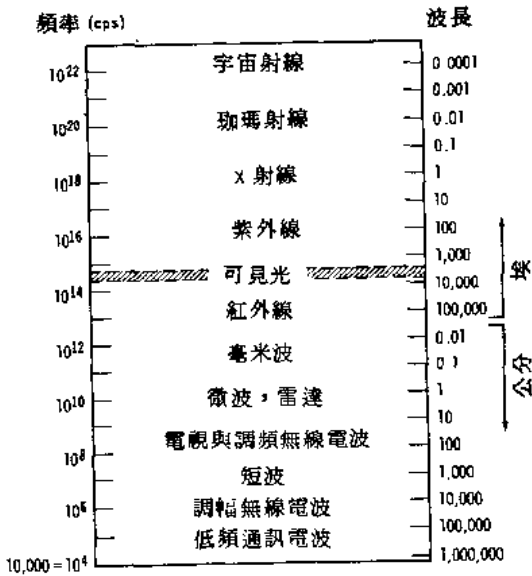 頻率 (cps)
波長
10²²
10²⁰
10¹⁸
10¹⁶
10¹⁴
10¹²
10¹⁰
10⁸
10⁶
10,000 = 10⁴
宇宙射線
珈瑪射線
x 射線
紫外線
可見光
紅外線
毫米波
微波，雷達
電視與調頻無線電波
短波
調幅無線電波
低頻通訊電波
0.0001
0.001
0.01
0.1
1
10
100
1,000
10,000
100,000
0.01
0.1
1
10
100
1,000
10,000
100,000
1,000,000
埃
公分